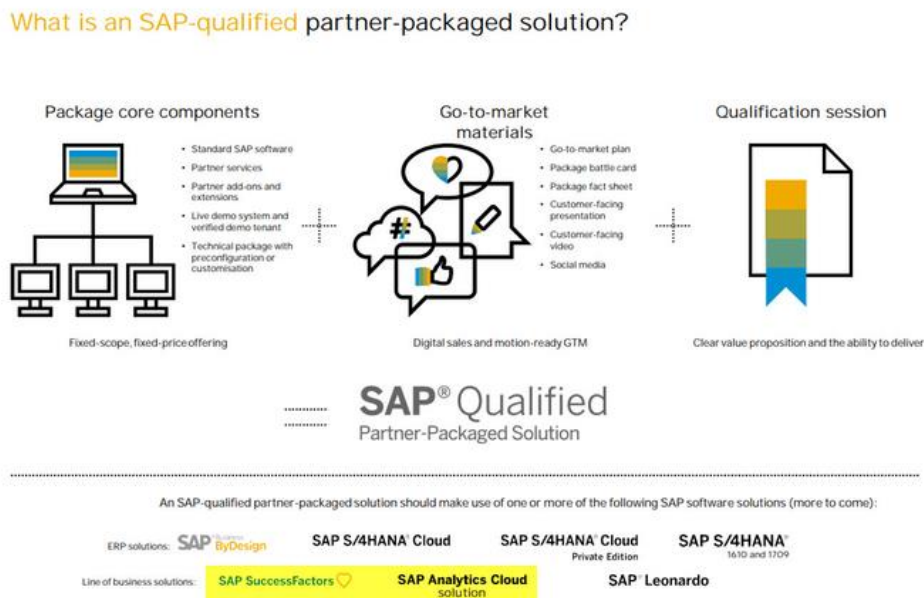 What is an SAP-qualified partner-packaged solution?
Package core components
• Standard SAP software
• Partner services
• Partner add-ons and
extensions
• Live demo system and
verified demo tenant
• Technical package with
preconfiguration or
customisation
Fixed-scope, fixed-price offering
Go-to-market
materials
#
• Go-to-market plan
• Package battle card
• Package fact sheet
• Customer-facing
presentation
• Customer-facing
video
• Social media
Digital sales and motion-ready GTM
Qualification session
Clear value proposition and the ability to deliver
SAP® Qualified
Partner-Packaged Solution
An SAP-qualified partner-packaged solution should make use of one or more of the following SAP software solutions (more to come):
ERP solutions: SAP Business ByDesign SAP S/4HANA® Cloud SAP S/4HANA® Cloud Private Edition SAP S/4HANA® 1610 and 1709
Line of business solutions: SAP SuccessFactors SAP Analytics Cloud solution SAP® Leonardo